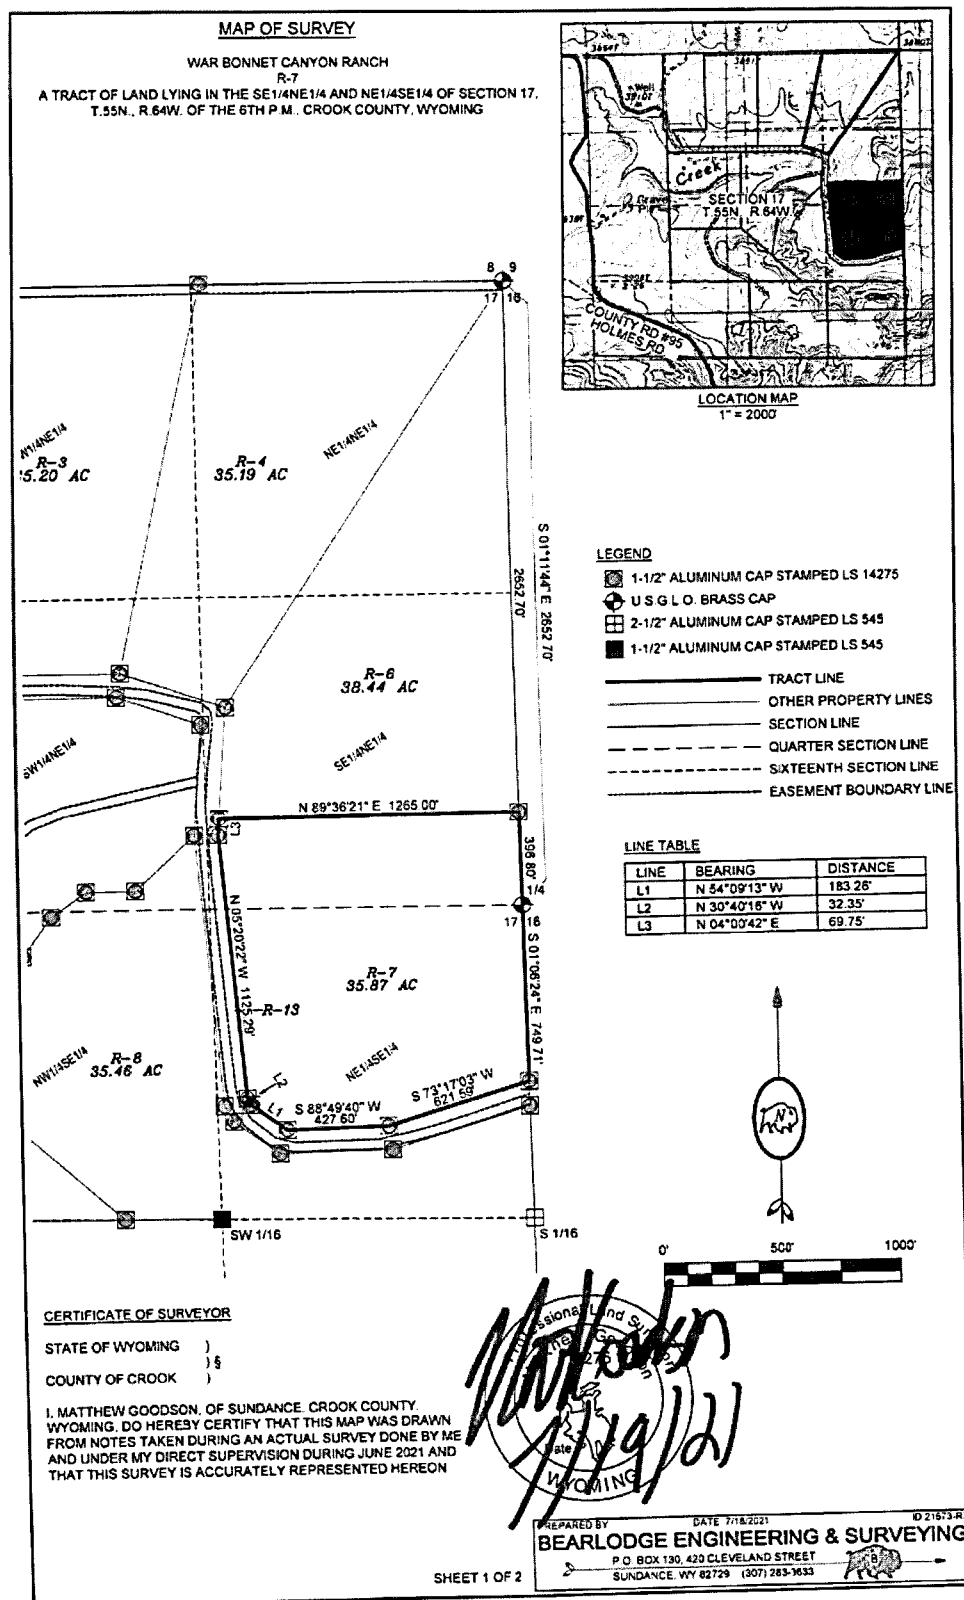 MAP OF SURVEY
WAR BONNET CANYON RANCH
R-7
A TRACT OF LAND LYING IN THE SE1/4NE1/4 AND NE1/4SE1/4 OF SECTION 17,
T.55N., R.64W. OF THE 6TH P.M., CROOK COUNTY, WYOMING
Well
Creek
SECTION 17
T.55N., R.64W.
COUNTY RD #95
HOLMES RD
LOCATION MAP
1" = 2000'
8 9
17 16
NE1/4NE1/4
R-3
R-4
35.19 AC
S 01°11'44" E 2652.70'
2652.70'
LEGEND
1-1/2" ALUMINUM CAP STAMPED LS 14275
U.S.G.L.O. BRASS CAP
2-1/2" ALUMINUM CAP STAMPED LS 545
1-1/2" ALUMINUM CAP STAMPED LS 545
TRACT LINE
OTHER PROPERTY LINES
SECTION LINE
QUARTER SECTION LINE
SIXTEENTH SECTION LINE
EASEMENT BOUNDARY LINE
R-6
38.44 AC
SW1/4NE1/4
SE1/4NE1/4
N 89°36'21" E 1265.00'
L3
398.80'
1/4
17 16
LINE TABLE
LINE BEARING DISTANCE
L1 N 54°09'13" W 183.26'
L2 N 30°40'16" W 32.35'
L3 N 04°00'42" E 69.75'
N 05°20'22" W 1125.29'
R-7
35.87 AC
R-13
S 01°06'24" E 749.71'
NW1/4SE1/4
R-8
35.46 AC
NE1/4SE1/4
L2
L1
S 88°49'40" W
427.60'
S 73°17'03" W
621.59'
N
SW 1/16
S 1/16
0' 500' 1000'
CERTIFICATE OF SURVEYOR
STATE OF WYOMING )
) §
COUNTY OF CROOK )
I, MATTHEW GOODSON, OF SUNDANCE, CROOK COUNTY,
WYOMING, DO HEREBY CERTIFY THAT THIS MAP WAS DRAWN
FROM NOTES TAKEN DURING AN ACTUAL SURVEY DONE BY ME
AND UNDER MY DIRECT SUPERVISION DURING JUNE 2021 AND
THAT THIS SURVEY IS ACCURATELY REPRESENTED HEREON
Date
7/19/21
WYOMING
PREPARED BY DATE 7/18/2021
BEARLODGE ENGINEERING & SURVEYING
P.O. BOX 130, 420 CLEVELAND STREET
SUNDANCE, WY 82729 (307) 283-3633
B
SHEET 1 OF 2